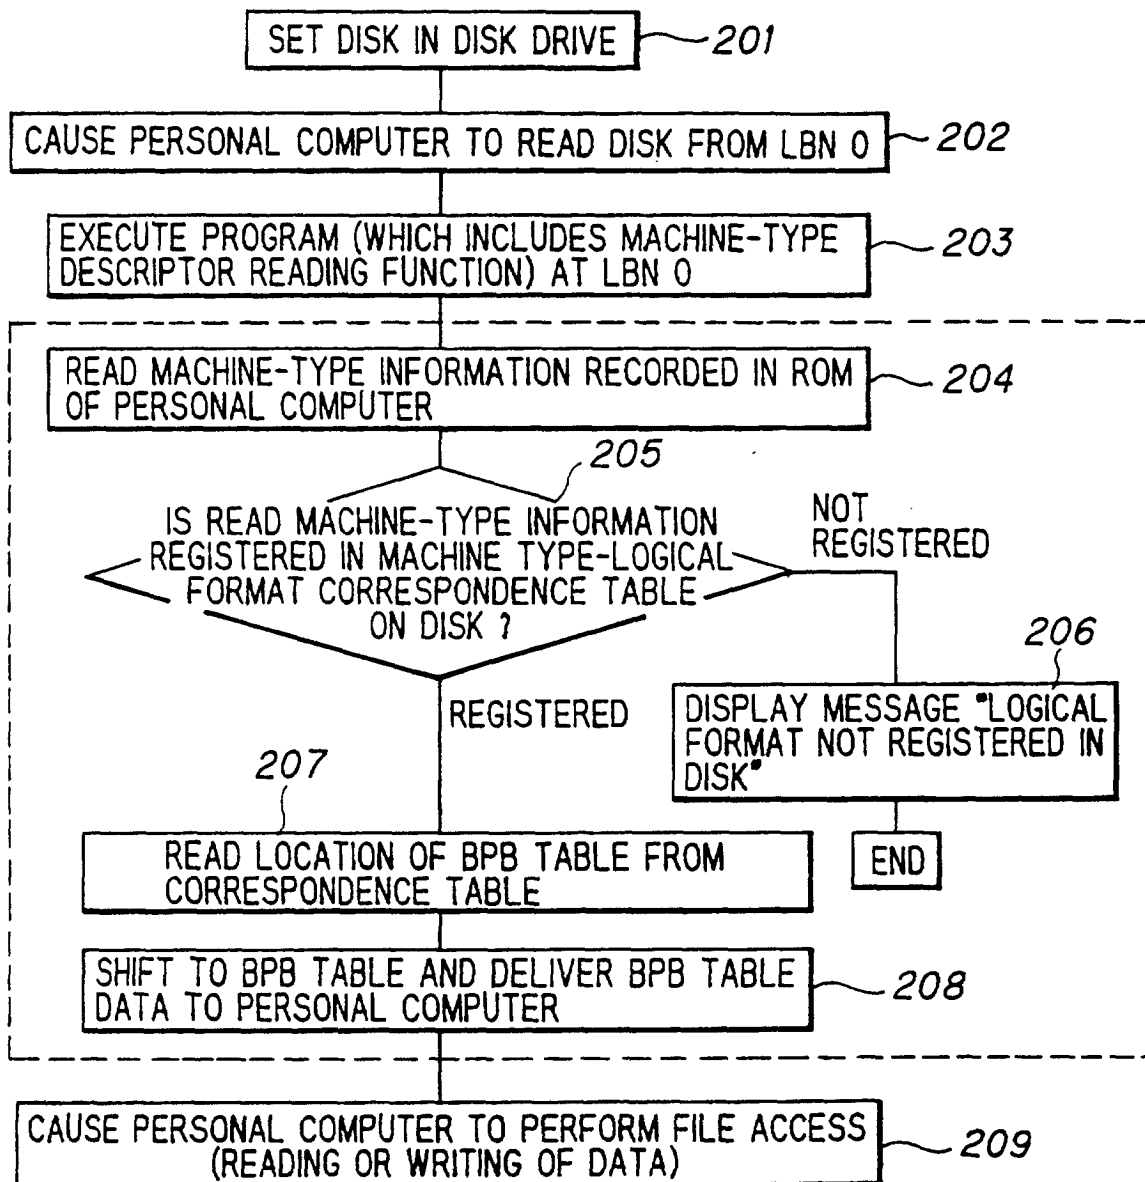 SET DISK IN DISK DRIVE
201
CAUSE PERSONAL COMPUTER TO READ DISK FROM LBN 0
202
EXECUTE PROGRAM (WHICH INCLUDES MACHINE-TYPE
DESCRIPTOR READING FUNCTION) AT LBN 0
203
READ MACHINE-TYPE INFORMATION RECORDED IN ROM
OF PERSONAL COMPUTER
204
205
IS READ MACHINE-TYPE INFORMATION
REGISTERED IN MACHINE TYPE-LOGICAL
FORMAT CORRESPONDENCE TABLE
ON DISK ?
NOT
REGISTERED
206
DISPLAY MESSAGE "LOGICAL
FORMAT NOT REGISTERED IN
DISK"
END
REGISTERED
207
READ LOCATION OF BPB TABLE FROM
CORRESPONDENCE TABLE
SHIFT TO BPB TABLE AND DELIVER BPB TABLE
DATA TO PERSONAL COMPUTER
208
CAUSE PERSONAL COMPUTER TO PERFORM FILE ACCESS
(READING OR WRITING OF DATA)
209